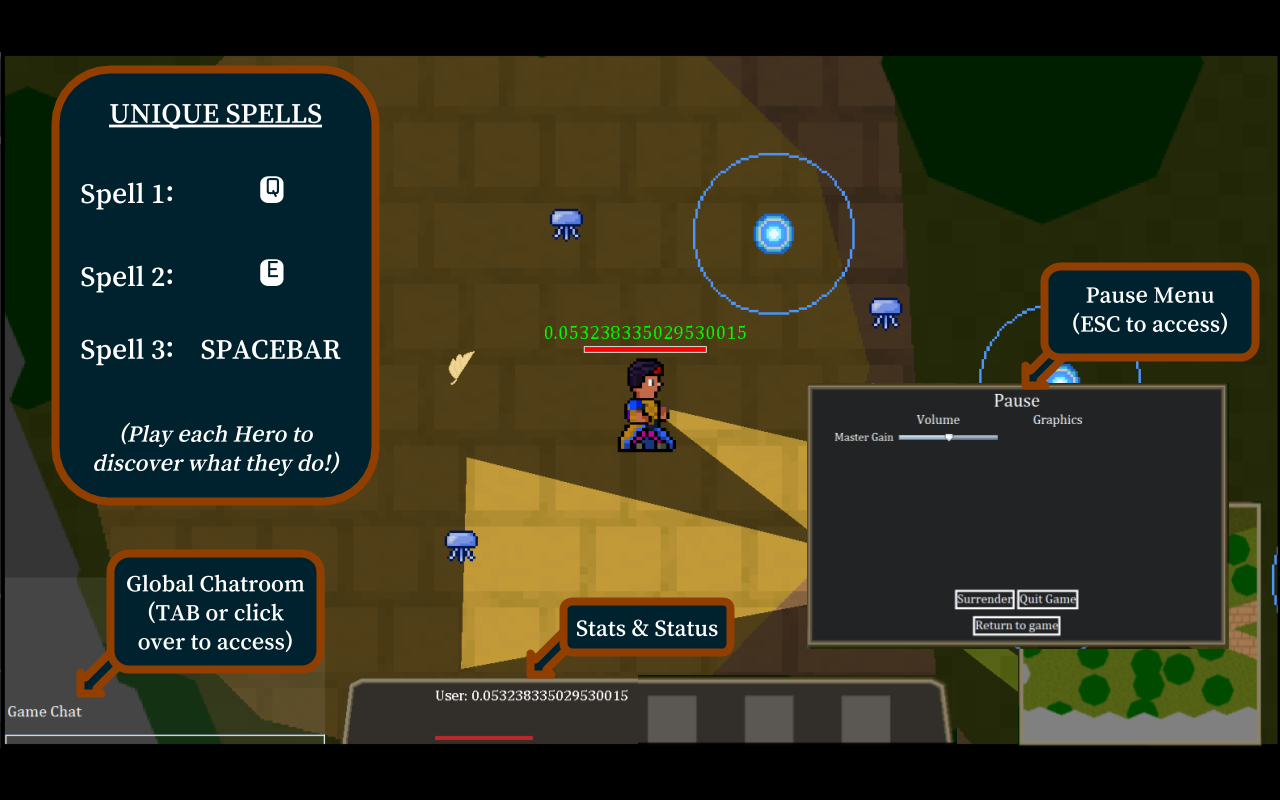 UNIQUE SPELLS
Spell 1: Q
Spell 2: E
Spell 3: SPACEBAR
(Play each Hero to
discover what they do!)
0.053238335029530015
Pause Menu
(ESC to access)
Pause
Volume Graphics
Master Gain
Surrender Quit Game
Return to game
Global Chatroom
(TAB or click
over to access)
Stats & Status
User: 0.053238335029530015
Game Chat